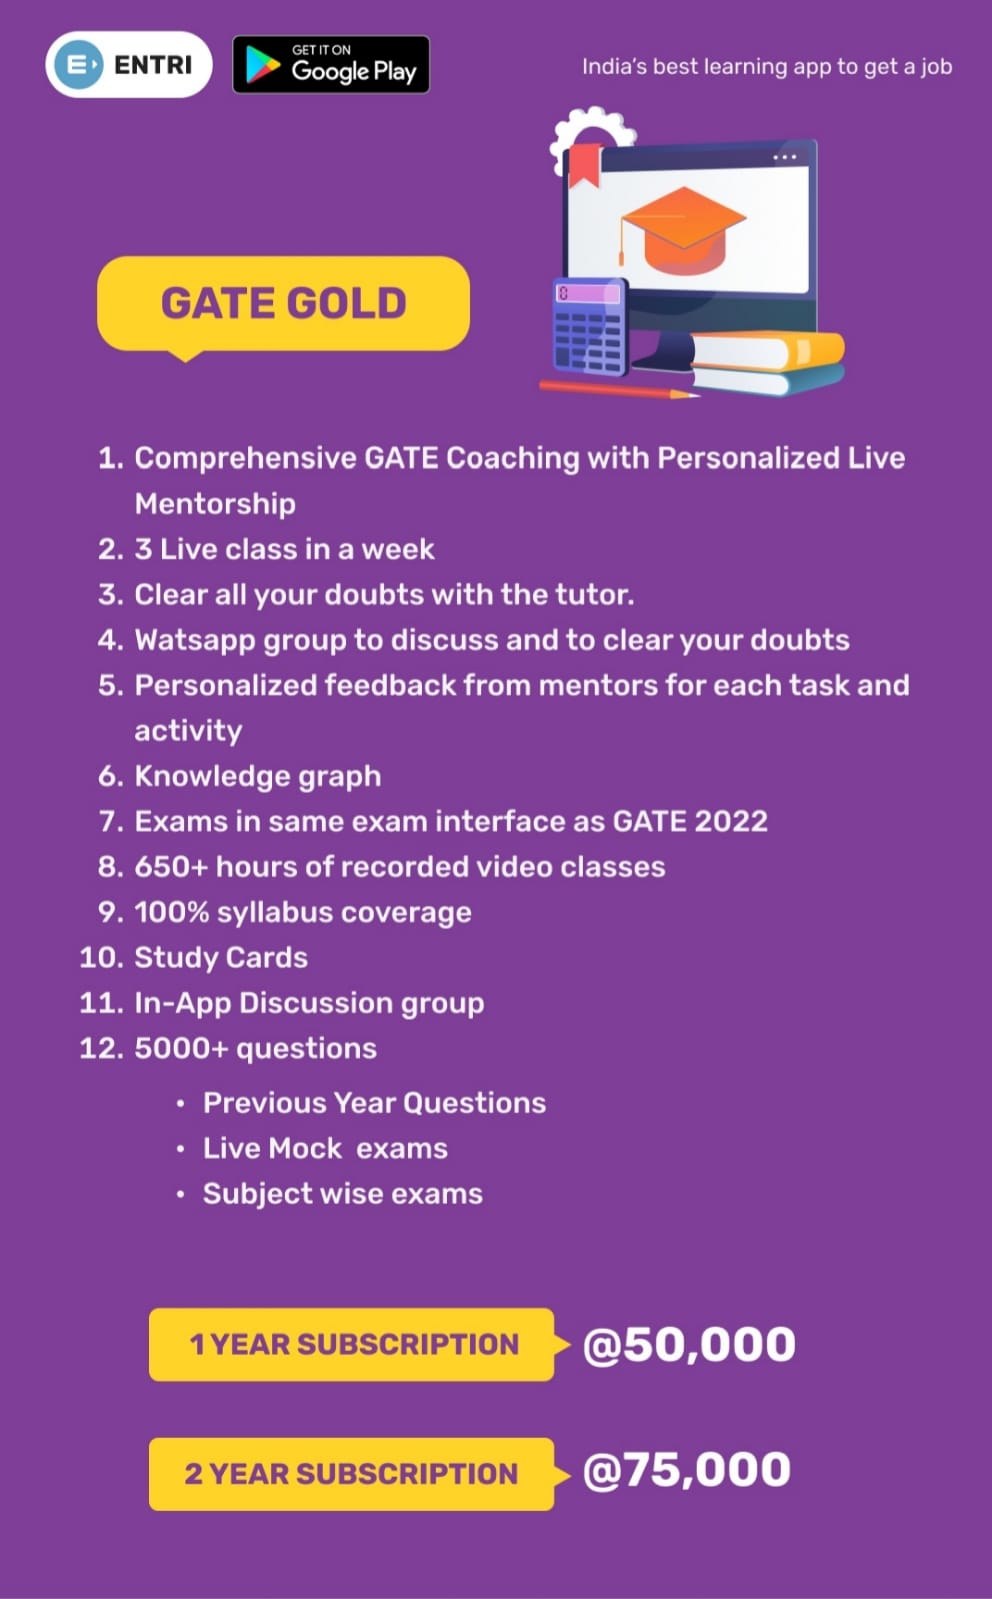 ENTRI
GET IT ON
Google Play
India's best learning app to get a job
GATE GOLD
0
1. Comprehensive GATE Coaching with Personalized Live
Mentorship
2. 3 Live class in a week
3. Clear all your doubts with the tutor.
4. Watsapp group to discuss and to clear your doubts
5. Personalized feedback from mentors for each task and
activity
6. Knowledge graph
7. Exams in same exam interface as GATE 2022
8. 650+ hours of recorded video classes
9. 100% syllabus coverage
10. Study Cards
11. In-App Discussion group
12. 5000+ questions
• Previous Year Questions
• Live Mock exams
• Subject wise exams
1 YEAR SUBSCRIPTION @50,000
2 YEAR SUBSCRIPTION @75,000